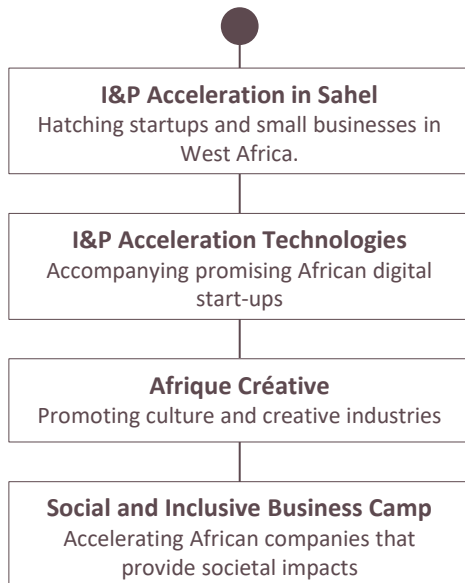 I&P Acceleration in Sahel
Hatching startups and small businesses in
West Africa.
I&P Acceleration Technologies
Accompanying promising African digital
start-ups
Afrique Créative
Promoting culture and creative industries
Social and Inclusive Business Camp
Accelerating African companies that
provide societal impacts